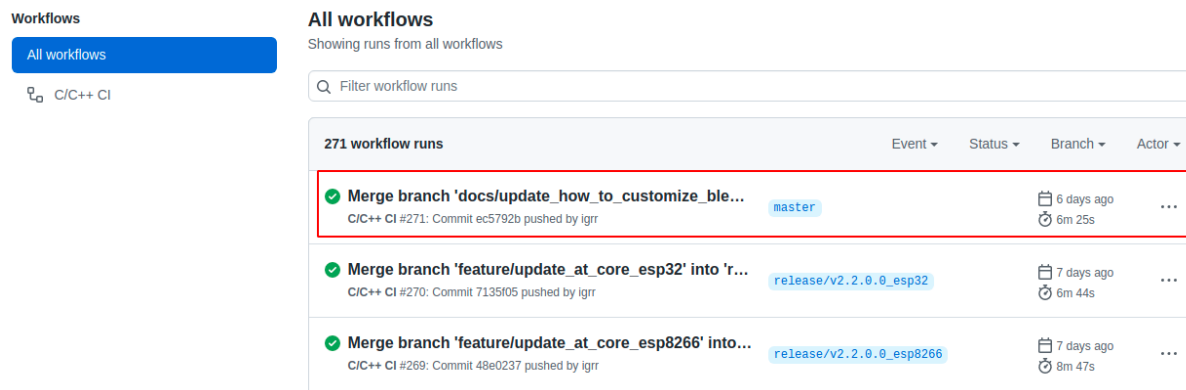 Workflows
All workflows
C/C++ CI
All workflows
Showing runs from all workflows
Filter workflow runs
271 workflow runs
Event
Status
Branch
Actor
Merge branch 'docs/update_how_to_customize_ble…
C/C++ CI #271: Commit ec5792b pushed by igrr
master
6 days ago
6m 25s
Merge branch 'feature/update_at_core_esp32' into 'r…
C/C++ CI #270: Commit 7135f05 pushed by igrr
release/v2.2.0.0_esp32
7 days ago
6m 44s
Merge branch 'feature/update_at_core_esp8266' into…
C/C++ CI #269: Commit 48e0237 pushed by igrr
release/v2.2.0.0_esp8266
7 days ago
8m 47s